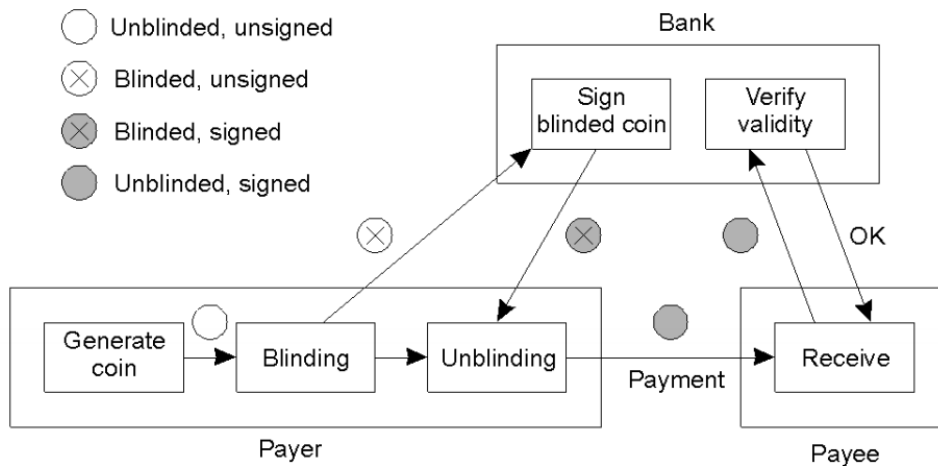 Unblinded, unsigned
Blinded, unsigned
Blinded, signed
Unblinded, signed
Bank
Sign
blinded coin
Verify
validity
OK
Generate
coin
Blinding
Unblinding
Payment
Receive
Payer
Payee